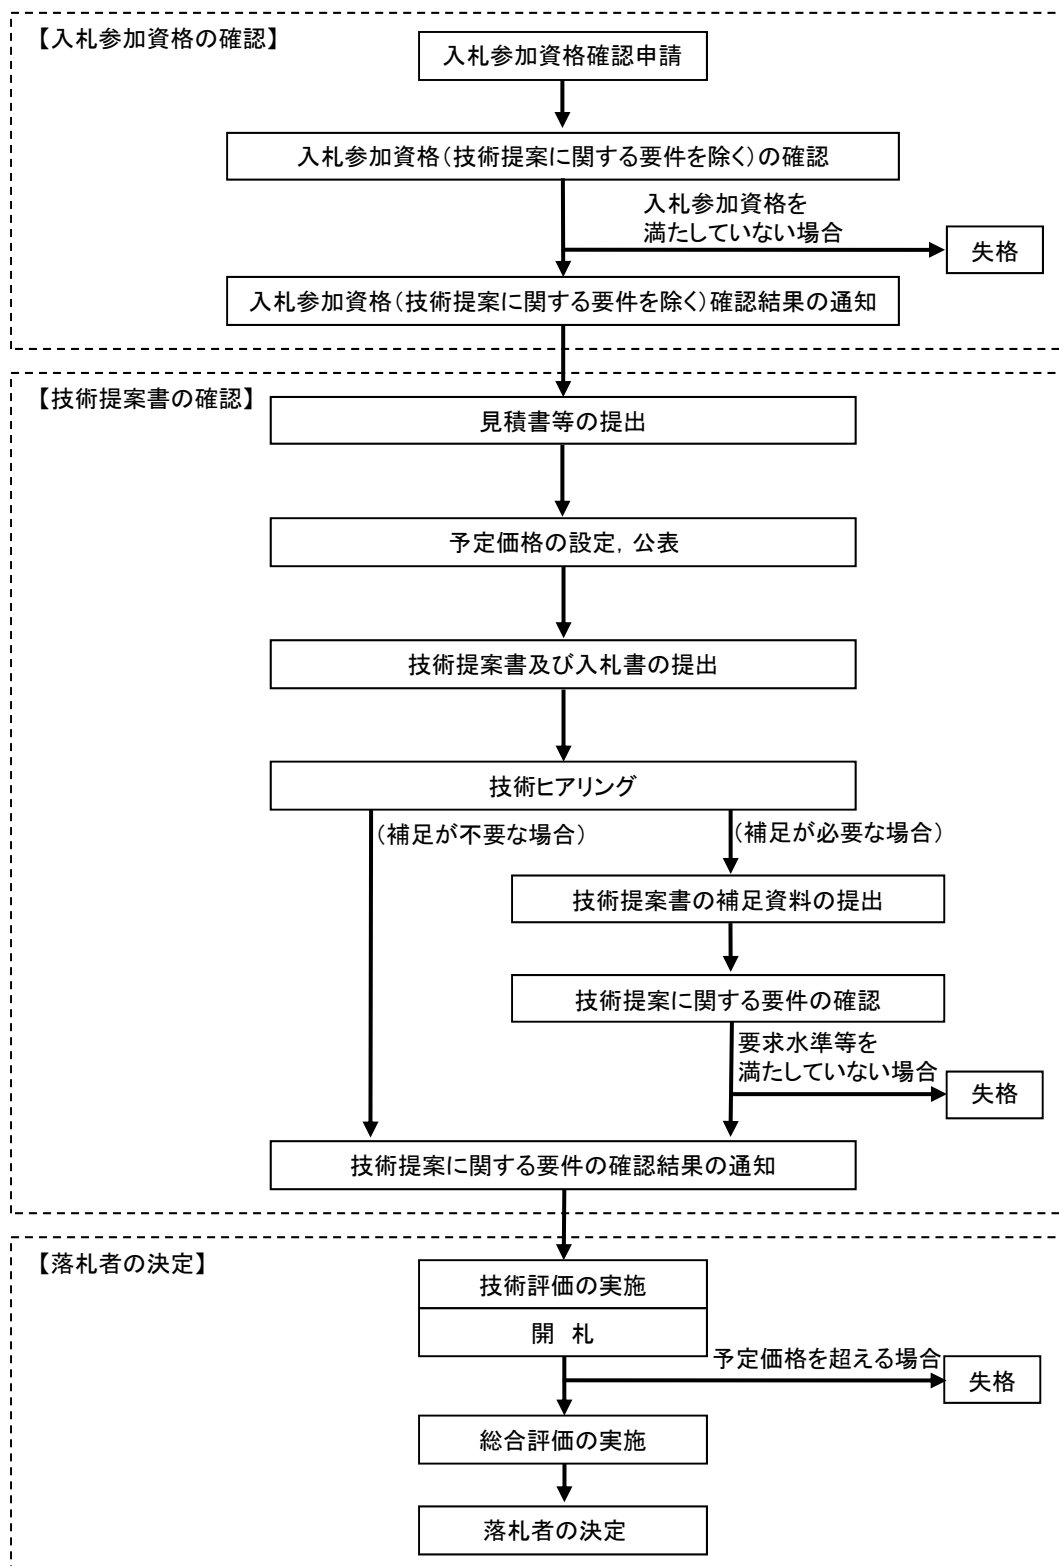 【入札参加資格の確認】
入札参加資格確認申請
入札参加資格(技術提案に関する要件を除く)の確認
入札参加資格を
満たしていない場合
失格
入札参加資格(技術提案に関する要件を除く)確認結果の通知
【技術提案書の確認】
見積書等の提出
予定価格の設定，公表
技術提案書及び入札書の提出
技術ヒアリング
(補足が不要な場合)
(補足が必要な場合)
技術提案書の補足資料の提出
技術提案に関する要件の確認
要求水準等を
満たしていない場合
失格
技術提案に関する要件の確認結果の通知
【落札者の決定】
技術評価の実施
開　札
予定価格を超える場合
失格
総合評価の実施
落札者の決定